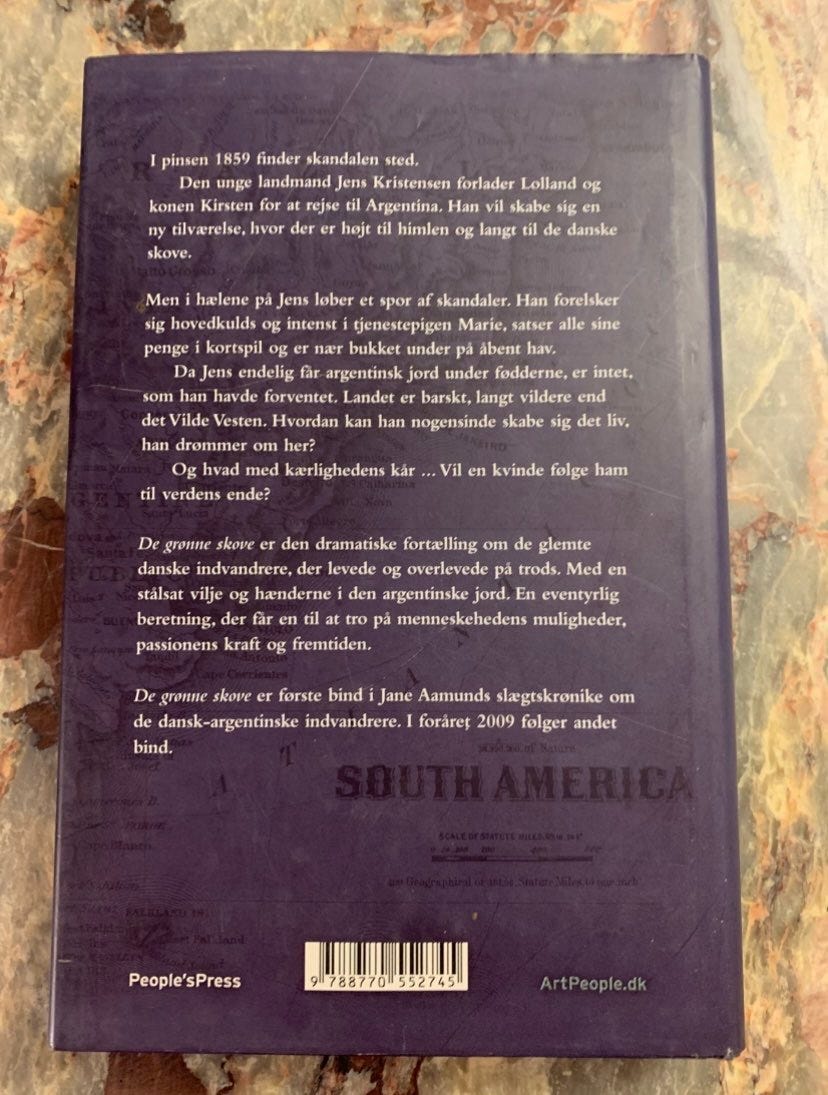 I pinsen 1859 finder skandalen sted.
Den unge landmand Jens Kristensen forlader Lolland og
konen Kirsten for at rejse til Argentina. Han vil skabe sig en
ny tilværelse, hvor der er højt til himlen og langt til de danske
skove.
Men i hælene på Jens løber et spor af skandaler. Han forelsker
sig hovedkulds og intenst i tjenestepigen Marie, satser alle sine
penge i kortspil og er nær bukket under på åbent hav.
Da Jens endelig får argentinsk jord under fødderne, er intet,
som han havde forventet. Landet er barskt, langt vildere end
det Vilde Vesten. Hvordan kan han nogensinde skabe sig det liv,
han drømmer om her?
Og hvad med kærlighedens kår ... Vil en kvinde følge ham
til verdens ende?
De grønne skove er den dramatiske fortælling om de glemte
danske indvandrere, der levede og overlevede på trods. Med en
stålsat vilje og hænderne i den argentinske jord. En eventyrlig
beretning, der får en til at tro på menneskehedens muligheder,
passionens kraft og fremtiden.
De grønne skove er første bind i Jane Aamunds slægtskrønike om
de dansk-argentinske indvandrere. I foråret 2009 følger andet
bind.
SOUTH AMERICA
SCALE OF STATUTE MILES
Cape Corrientes
Cape Blanco
FALKLAND
People'sPress
9 788770 552745
ArtPeople.dk